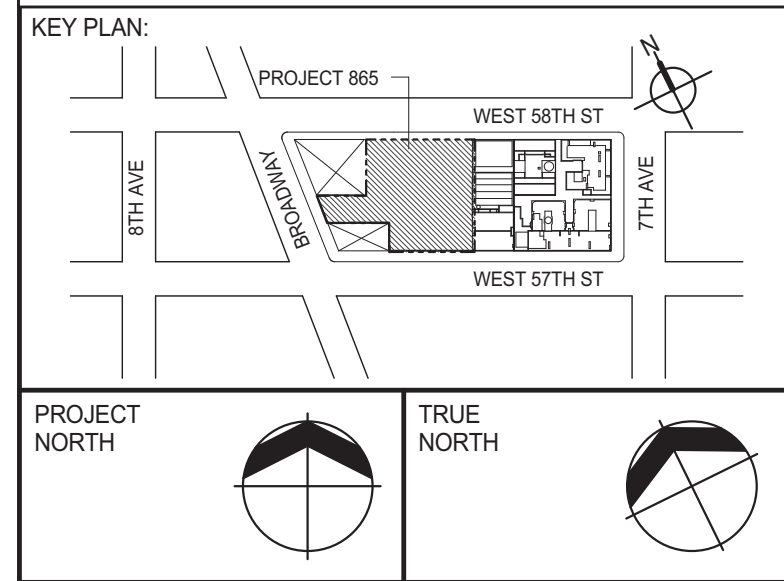 KEY PLAN:
N
PROJECT 865
WEST 58TH ST
8TH AVE
BROADWAY
7TH AVE
WEST 57TH ST
PROJECT
NORTH
TRUE
NORTH